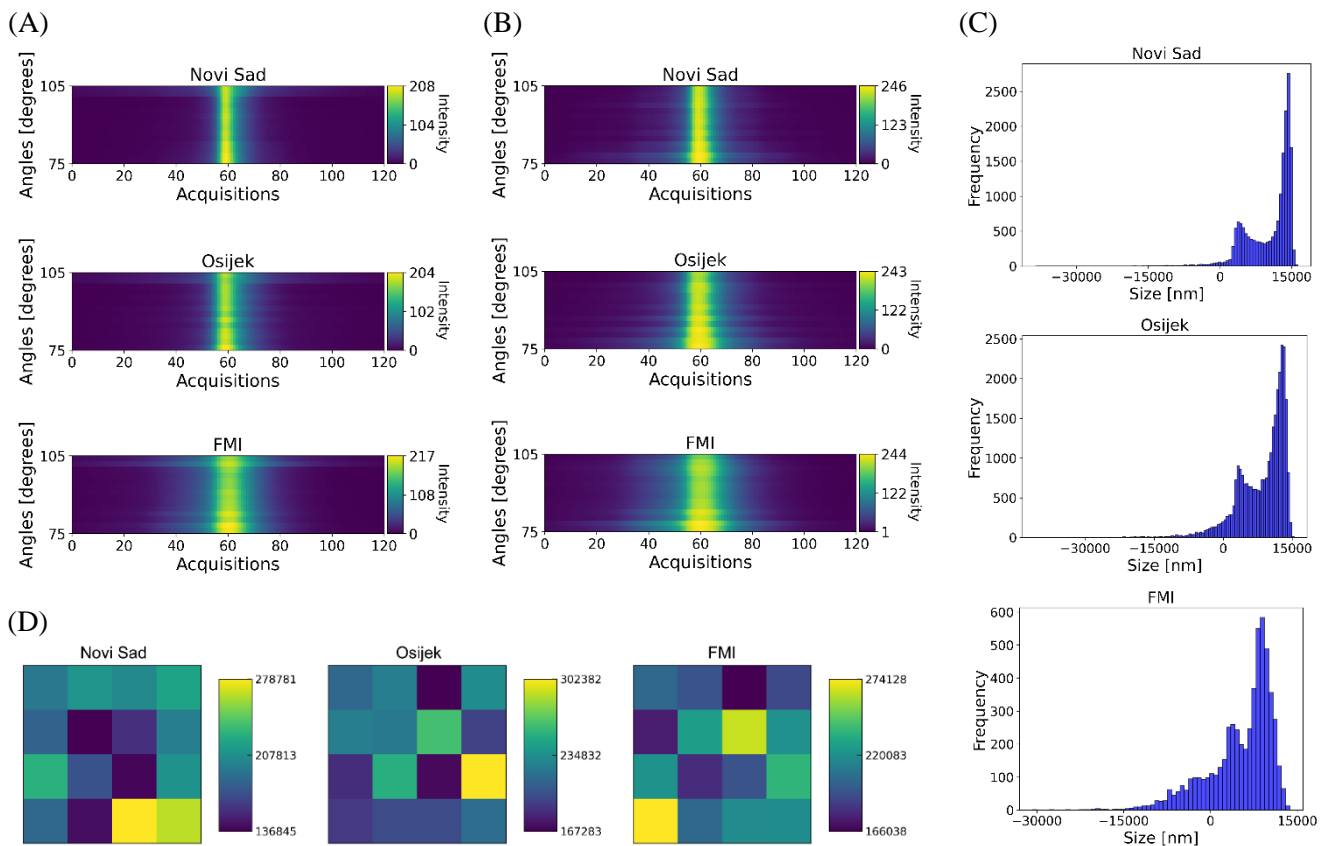 (A)
Novi Sad
Angles [degrees]
105
75
0 20 40 60 80 100 120
Acquisitions
208
104
0
Intensity
Osijek
Angles [degrees]
105
75
0 20 40 60 80 100 120
Acquisitions
204
102
0
Intensity
FMI
Angles [degrees]
105
75
0 20 40 60 80 100 120
Acquisitions
217
108
0
Intensity
(B)
Novi Sad
Angles [degrees]
105
75
0 20 40 60 80 100 120
Acquisitions
246
123
0
Intensity
Osijek
Angles [degrees]
105
75
0 20 40 60 80 100 120
Acquisitions
243
122
0
Intensity
FMI
Angles [degrees]
105
75
0 20 40 60 80 100 120
Acquisitions
244
122
1
Intensity
(C)
Novi Sad
Frequency
2500
2000
1500
1000
500
0
−30000 −15000 0 15000
Size [nm]
Osijek
Frequency
2500
2000
1500
1000
500
0
−30000 −15000 0 15000
Size [nm]
FMI
Frequency
600
500
400
300
200
100
0
−30000 −15000 0 15000
Size [nm]
(D)
Novi Sad
278781
207813
136845
Osijek
302382
234832
167283
FMI
274128
220083
166038